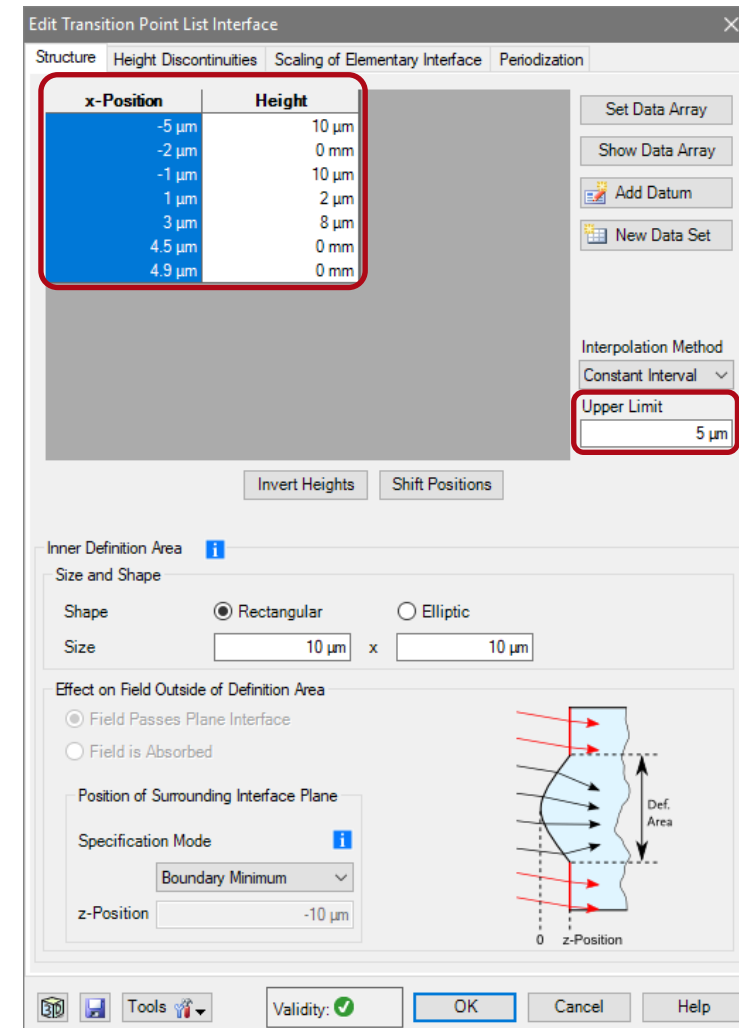 Edit Transition Point List Interface
Structure Height Discontinuities Scaling of Elementary Interface Periodization
x-Position Height
-5 µm 10 µm
-2 µm 0 mm
-1 µm 10 µm
1 µm 2 µm
3 µm 8 µm
4.5 µm 0 mm
4.9 µm 0 mm
Set Data Array
Show Data Array
Add Datum
New Data Set
Interpolation Method
Constant Interval
Upper Limit
5 µm
Invert Heights Shift Positions
Inner Definition Area
Size and Shape
Shape Rectangular Elliptic
Size 10 µm x 10 µm
Effect on Field Outside of Definition Area
Field Passes Plane Interface
Field is Absorbed
Position of Surrounding Interface Plane
Specification Mode
Boundary Minimum
z-Position -10 µm
Def.
Area
0 z-Position
3D Tools Validity: OK Cancel Help